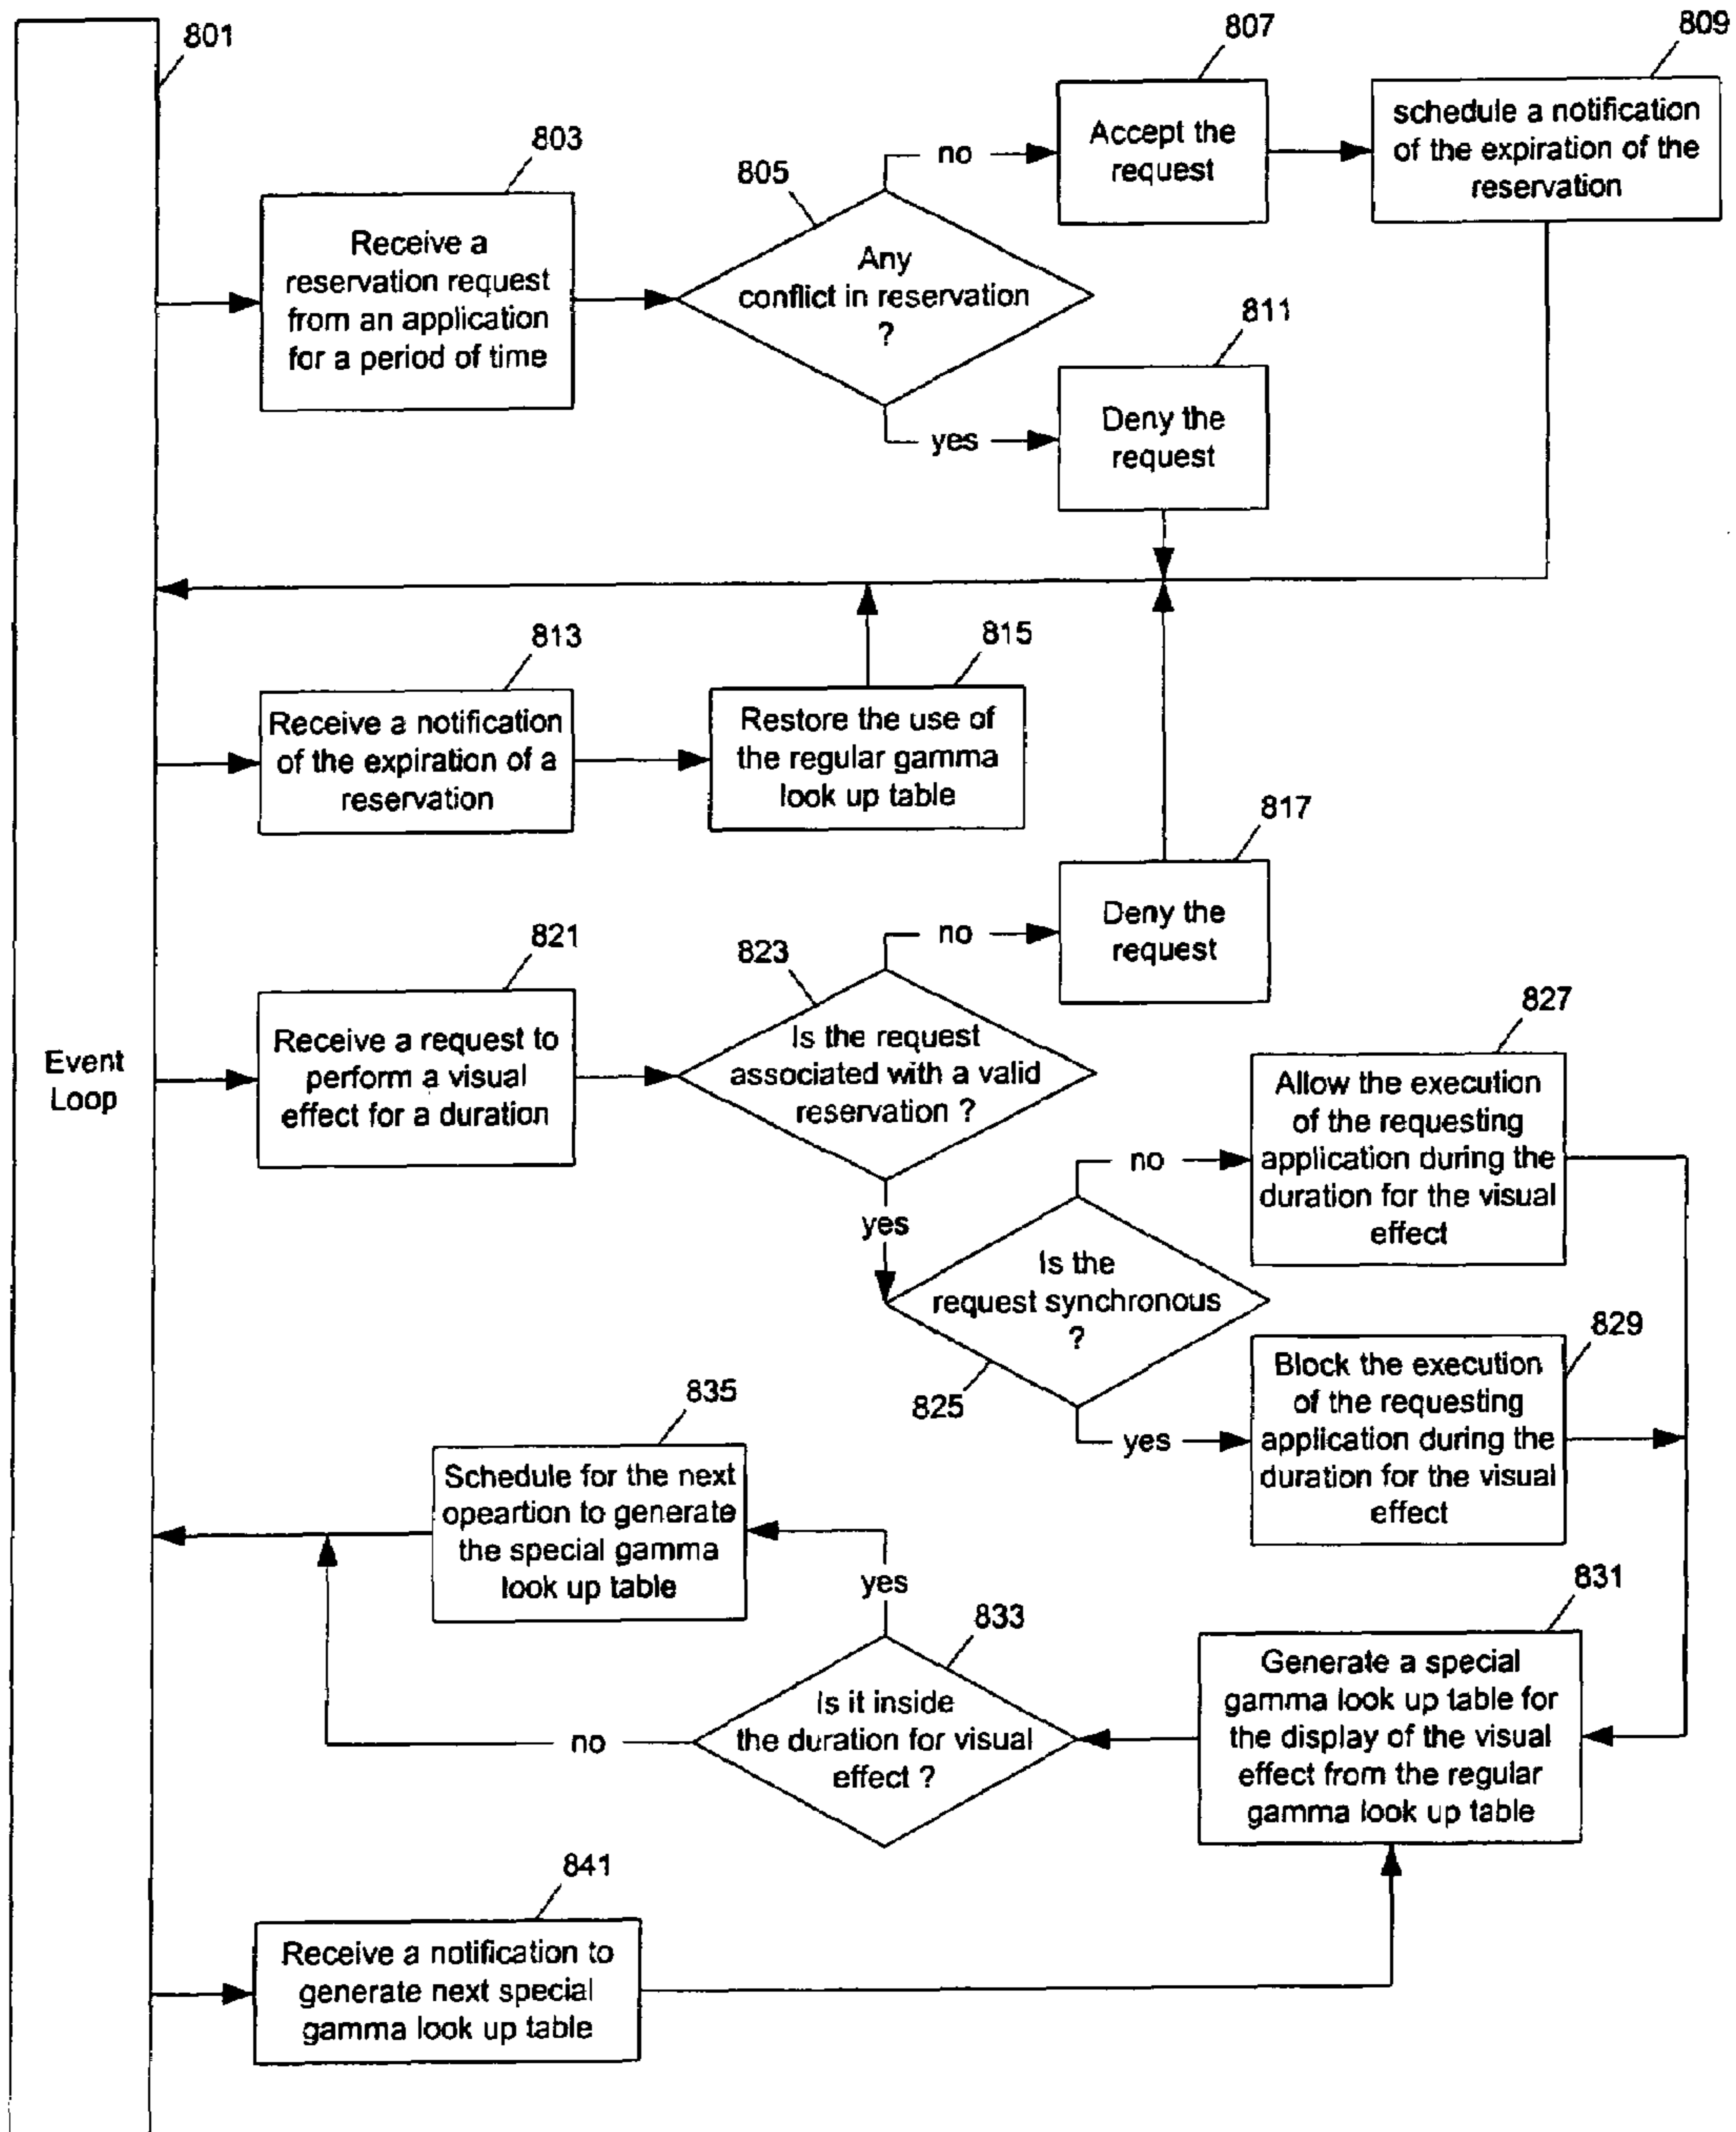 801
807
809
Accept the
request
schedule a notification
of the expiration of the
reservation
803
805
no
Receive a
reservation request
from an application
for a period of time
Any
conflict in reservation
?
811
yes
Deny the
request
813
815
Receive a notification
of the expiration of a
reservation
Restore the use of
the regular gamma
look up table
817
Deny the
request
821
823
no
Event
Loop
Receive a request to
perform a visual
effect for a duration
Is the request
associated with a valid
reservation ?
827
Allow the execution
of the requesting
application during the
duration for the visual
effect
yes
no
Is the
request synchronous
?
825
yes
829
Block the execution
of the requesting
application during the
duration for the visual
effect
835
Schedule for the next
opeartion to generate
the special gamma
look up table
yes
833
831
Is it inside
the duration for visual
effect ?
no
Generate a special
gamma look up table for
the display of the visual
effect from the regular
gamma look up table
841
Receive a notification to
generate next special
gamma look up table